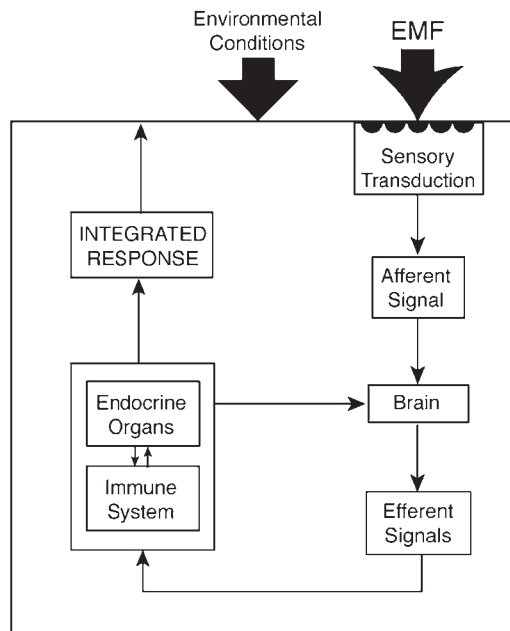 Environmental
Conditions
EMF
Sensory
Transduction
INTEGRATED
RESPONSE
Afferent
Signal
Endocrine
Organs
Brain
Immune
System
Efferent
Signals